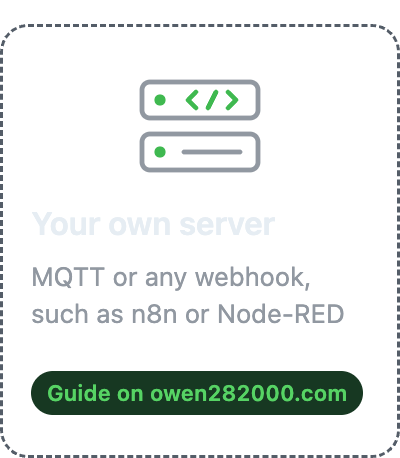 </>
Your own server
MQTT or any webhook,
such as n8n or Node-RED
Guide on owen282000.com